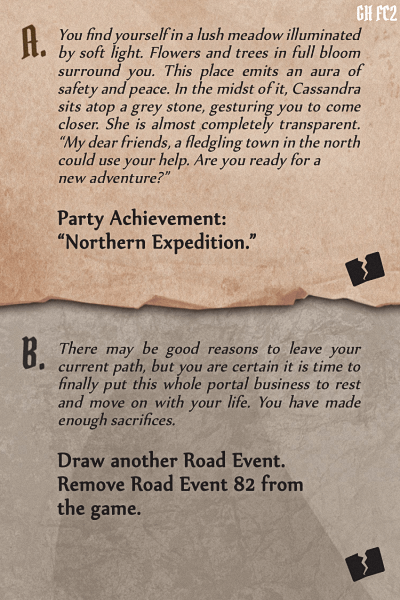 GH FC2
A.
You find yourself in a lush meadow illuminated
by soft light. Flowers and trees in full bloom
surround you. This place emits an aura of
safety and peace. In the midst of it, Cassandra
sits atop a grey stone, gesturing you to come
closer. She is almost completely transparent.
“My dear friends, a fledgling town in the north
could use your help. Are you ready for a
new adventure?”
Party Achievement:
“Northern Expedition.”
B.
There may be good reasons to leave your
current path, but you are certain it is time to
finally put this whole portal business to rest
and move on with your life. You have made
enough sacrifices.
Draw another Road Event.
Remove Road Event 82 from
the game.